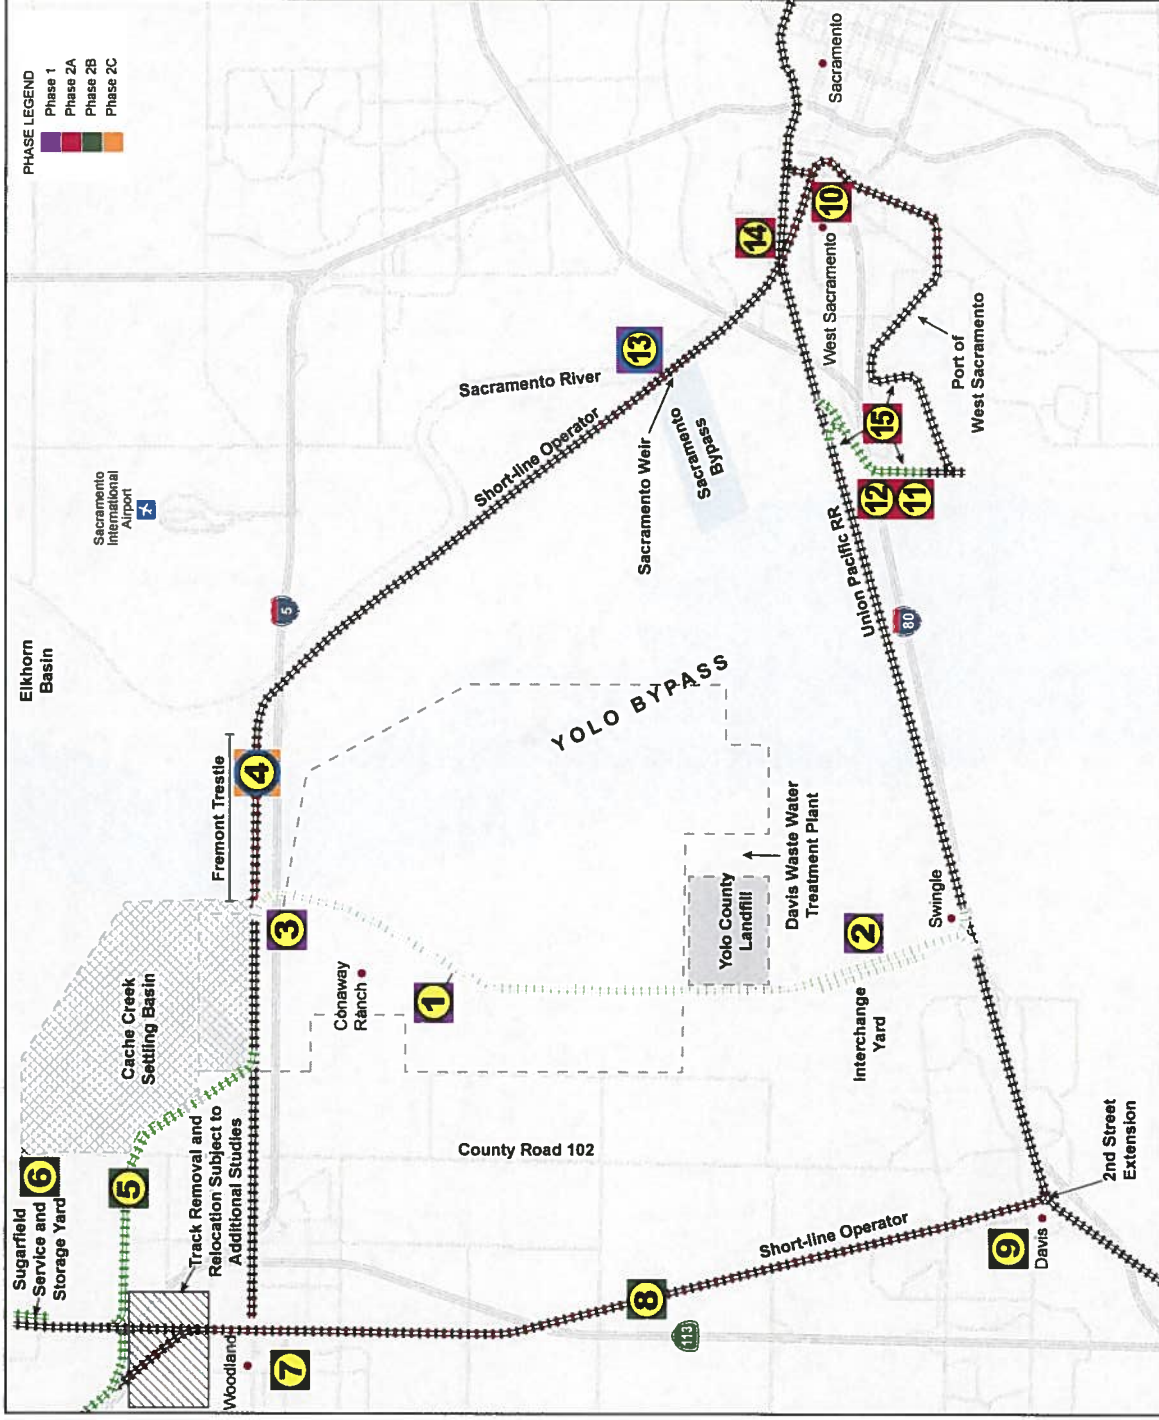 PHASE LEGEND
Phase 1
Phase 2A
Phase 2B
Phase 2C
Sugarfield
Service and
Storage Yard
6
5
Cache Creek
Settling Basin
Track Removal and
Relocation Subject to
Additional Studies
Woodland
7
3
Fremont Trestle
4
Elkhorn
Basin
Sacramento
International
Airport
5
Conaway
Ranch
1
County Road 102
YOLO BYPASS
Short-line Operator
Sacramento River
13
Sacramento Weir
Sacramento
Bypass
14
10
Sacramento
West Sacramento
Port of
West Sacramento
15
12
11
Union Pacific RR
80
Yolo County
Landfill
Davis Waste Water
Treatment Plant
2
Interchange
Yard
Swingle
8
113
Short-line Operator
9
Davis
2nd Street
Extension